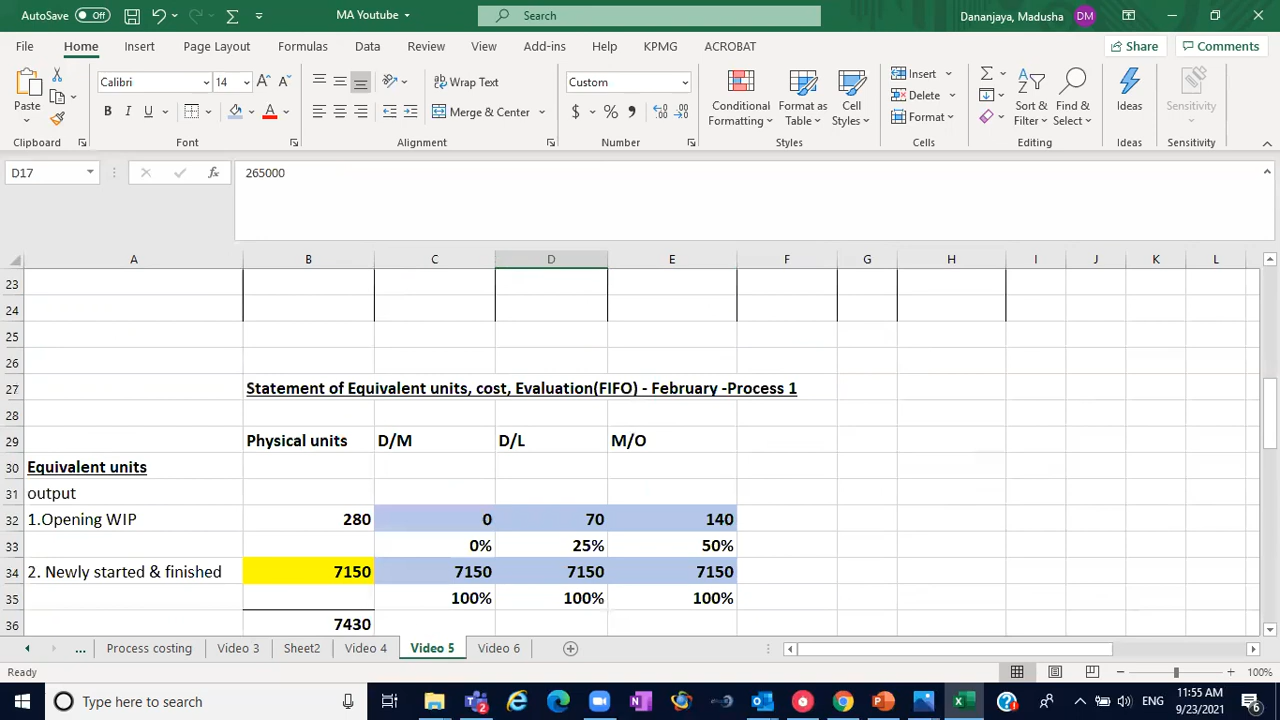 AutoSave Off MA Youtube Search Dananjaya, Madusha DM
File Home Insert Page Layout Formulas Data Review View Add-ins Help KPMG ACROBAT Share Comments
Paste Calibri 14 Wrap Text Custom Conditional Formatting Format as Table Cell Styles Insert Sort & Filter Find & Select Ideas Sensitivity
B I U A Merge & Center $ % Delete
Format
Clipboard Font Alignment Number Styles Cells Editing Ideas Sensitivity
D17 fx 265000
A B C D E F G H I J K L
23
24
25
26
27 Statement of Equivalent units, cost, Evaluation(FIFO) - February -Process 1
28
29 Physical units D/M D/L M/O
30 Equivalent units
31 output
32 1.Opening WIP 280 0 70 140
33 0% 25% 50%
34 2. Newly started & finished 7150 7150 7150 7150
35 100% 100% 100%
36 7430
... Process costing Video 3 Sheet2 Video 4 Video 5 Video 6
Ready 100%
Type here to search ENG 11:55 AM 9/23/2021 6